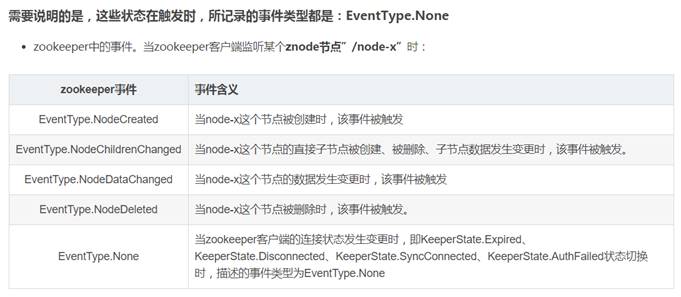 需要说明的是，这些状态在触发时，所记录的事件类型都是：EventType.None
• zookeeper中的事件。当zookeeper客户端监听某个znode节点”/node-x”时：
zookeeper事件 事件含义
EventType.NodeCreated 当node-x这个节点被创建时，该事件被触发
EventType.NodeChildrenChanged 当node-x这个节点的直接子节点被创建、被删除、子节点数据发生变更时，该事件被触发。
EventType.NodeDataChanged 当node-x这个节点的数据发生变更时，该事件被触发
EventType.NodeDeleted 当node-x这个节点被删除时，该事件被触发。
EventType.None 当zookeeper客户端的连接状态发生变更时，即KeeperState.Expired、
KeeperState.Disconnected、KeeperState.SyncConnected、KeeperState.AuthFailed状态切换
时，描述的事件类型为EventType.None